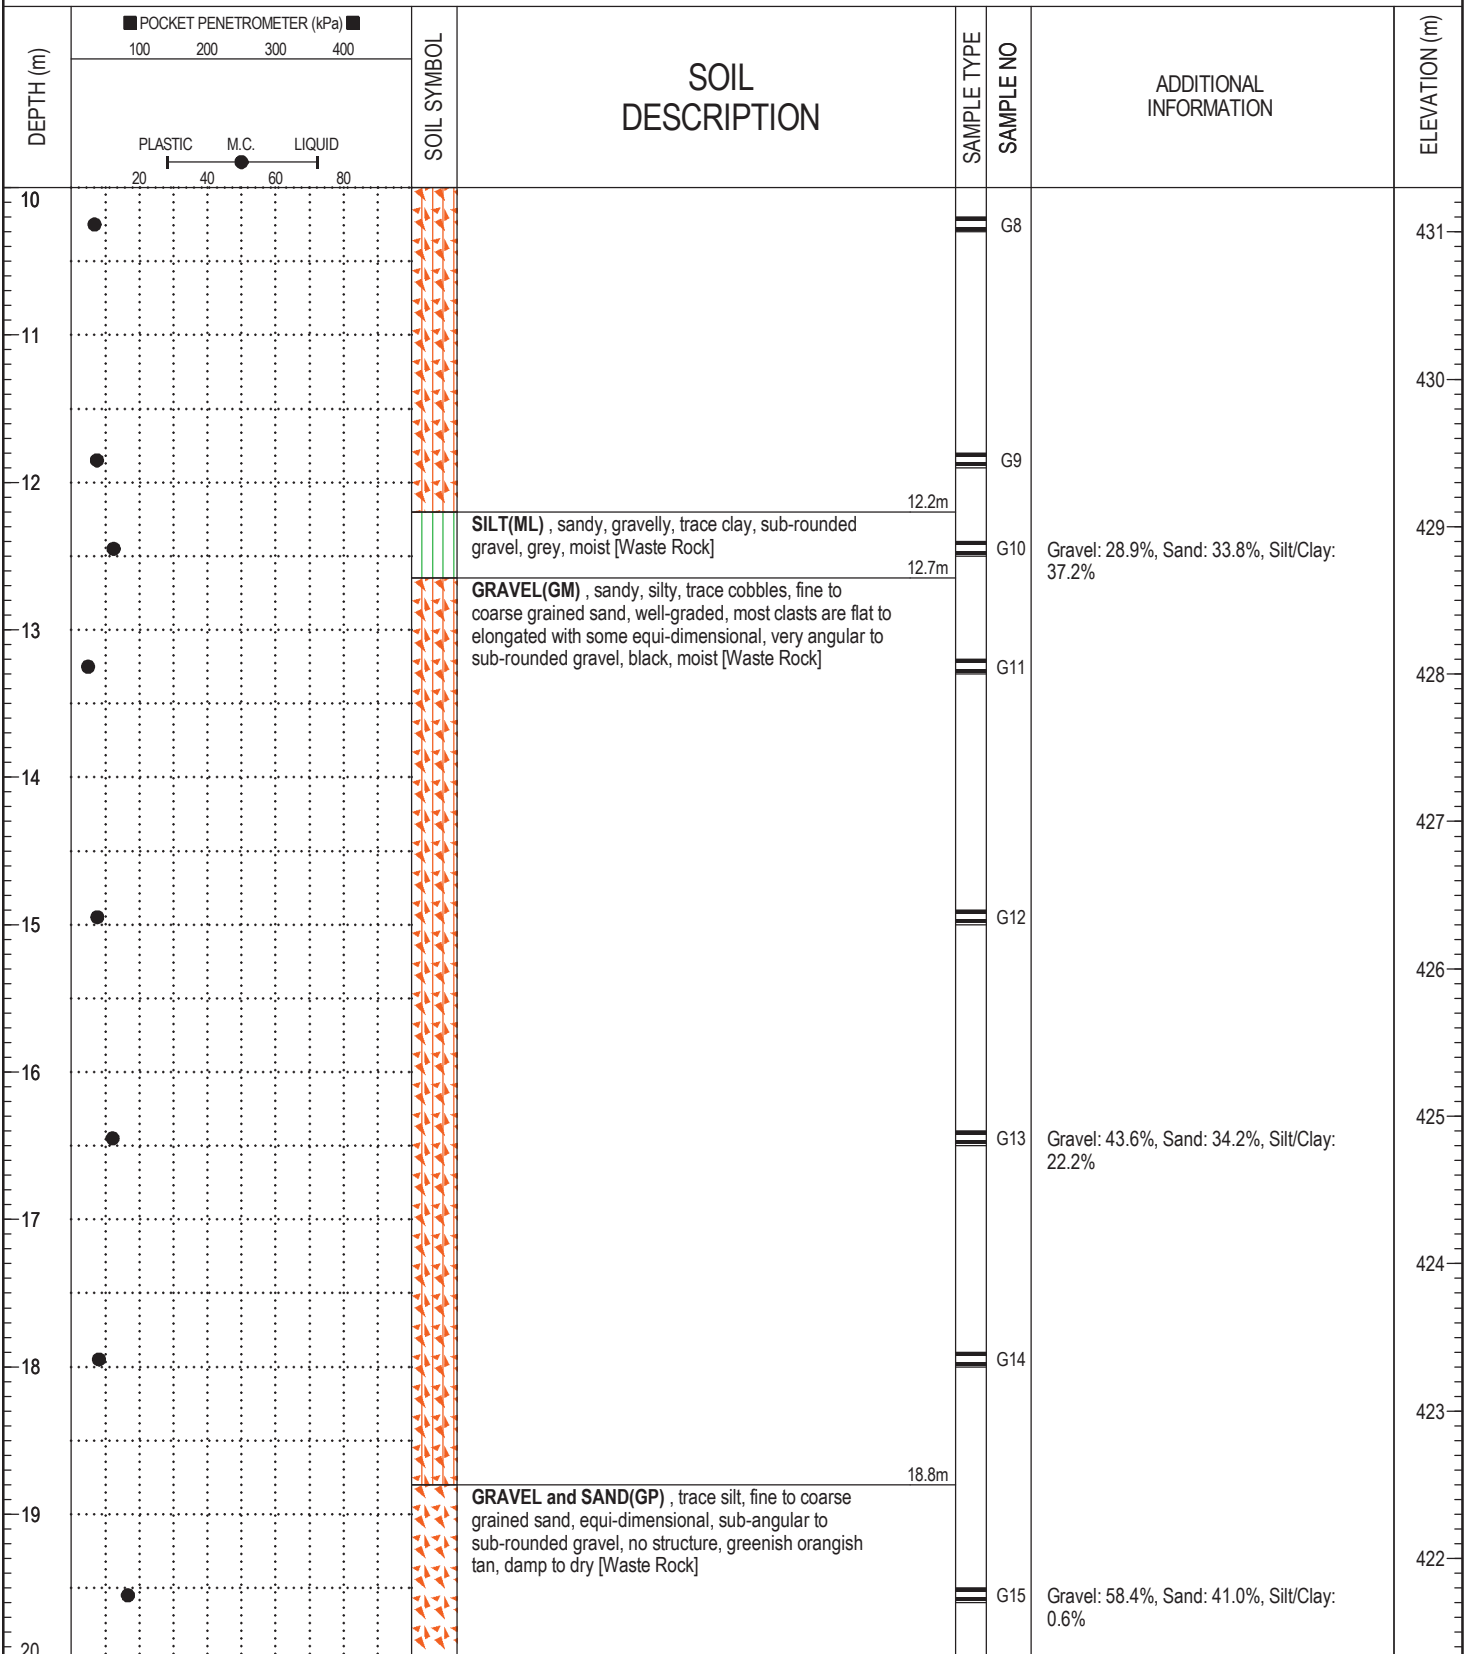 ■ POCKET PENETROMETER (kPa) ■
100 200 300 400
DEPTH (m)
PLASTIC M.C. LIQUID
20 40 60 80
SOIL SYMBOL
SOIL
DESCRIPTION
SAMPLE TYPE
SAMPLE NO
ADDITIONAL
INFORMATION
ELEVATION (m)
10
G8
431
11
430
G9
12
12.2m
SILT(ML) , sandy, gravelly, trace clay, sub-rounded
gravel, grey, moist [Waste Rock]
429
G10
Gravel: 28.9%, Sand: 33.8%, Silt/Clay:
37.2%
12.7m
GRAVEL(GM) , sandy, silty, trace cobbles, fine to
coarse grained sand, well-graded, most clasts are flat to
elongated with some equi-dimensional, very angular to
sub-rounded gravel, black, moist [Waste Rock]
13
G11
428
14
427
G12
15
426
16
425
G13
Gravel: 43.6%, Sand: 34.2%, Silt/Clay:
22.2%
17
424
G14
18
423
18.8m
GRAVEL and SAND(GP) , trace silt, fine to coarse
grained sand, equi-dimensional, sub-angular to
sub-rounded gravel, no structure, greenish orangish
tan, damp to dry [Waste Rock]
19
422
G15
Gravel: 58.4%, Sand: 41.0%, Silt/Clay:
0.6%
20